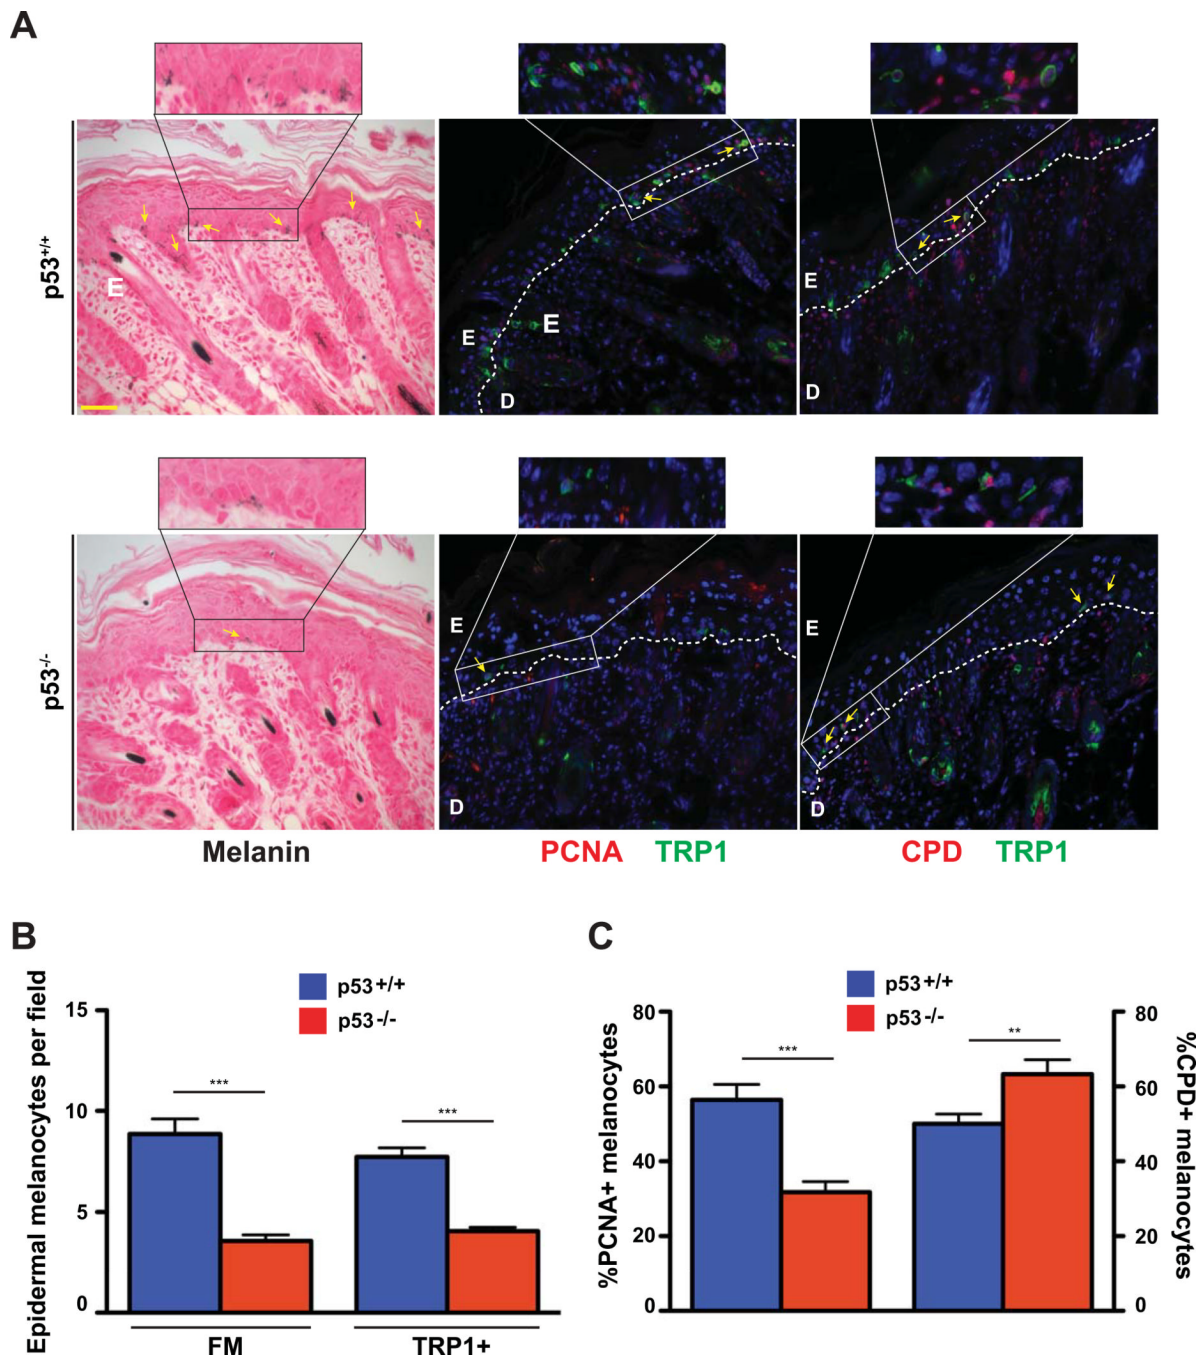 A
p53+/+
E
E
E
D
E
D
p53-/-
E
D
E
D
Melanin
PCNA TRP1
CPD TRP1
B
Epidermal melanocytes per field
p53+/+
p53-/-
15
10
5
0
***
***
FM
TRP1+
C
%PCNA+ melanocytes
p53+/+
p53-/-
80
60
40
20
0
***
**
80
60
40
20
0
%CPD+ melanocytes